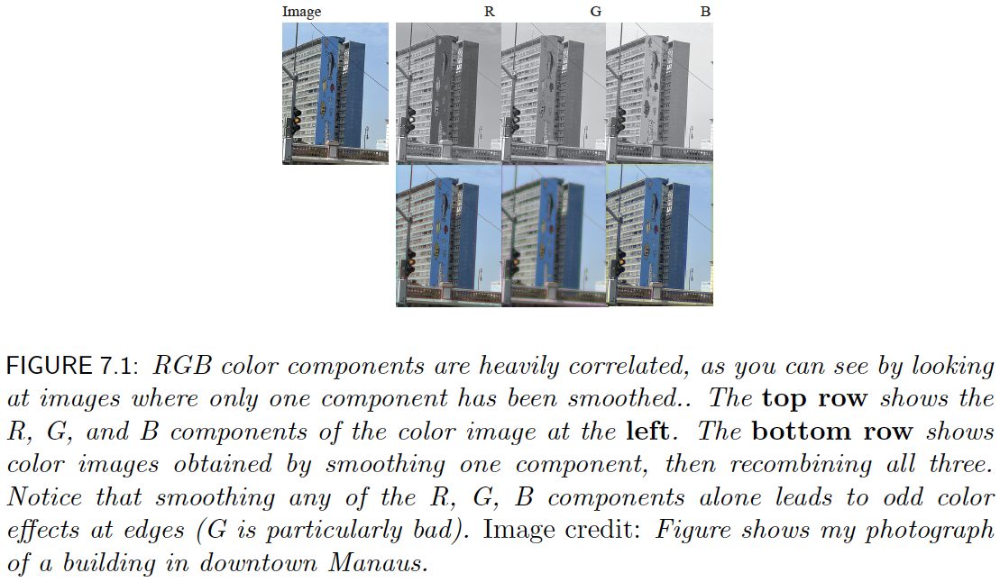 Image R G B
FIGURE 7.1: RGB color components are heavily correlated, as you can see by looking
at images where only one component has been smoothed.. The top row shows the
R, G, and B components of the color image at the left. The bottom row shows
color images obtained by smoothing one component, then recombining all three.
Notice that smoothing any of the R, G, B components alone leads to odd color
effects at edges (G is particularly bad). Image credit: Figure shows my photograph
of a building in downtown Manaus.